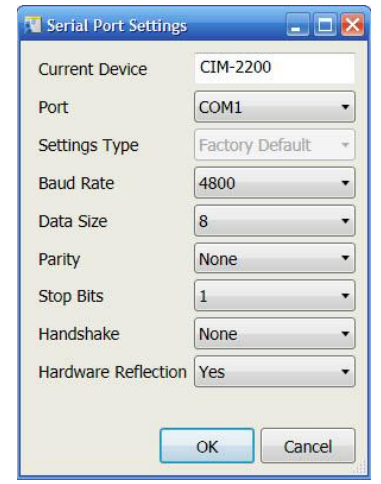 Serial Port Settings
Current Device CIM-2200
Port COM1
Settings Type Factory Default
Baud Rate 4800
Data Size 8
Parity None
Stop Bits 1
Handshake None
Hardware Reflection Yes
OK Cancel